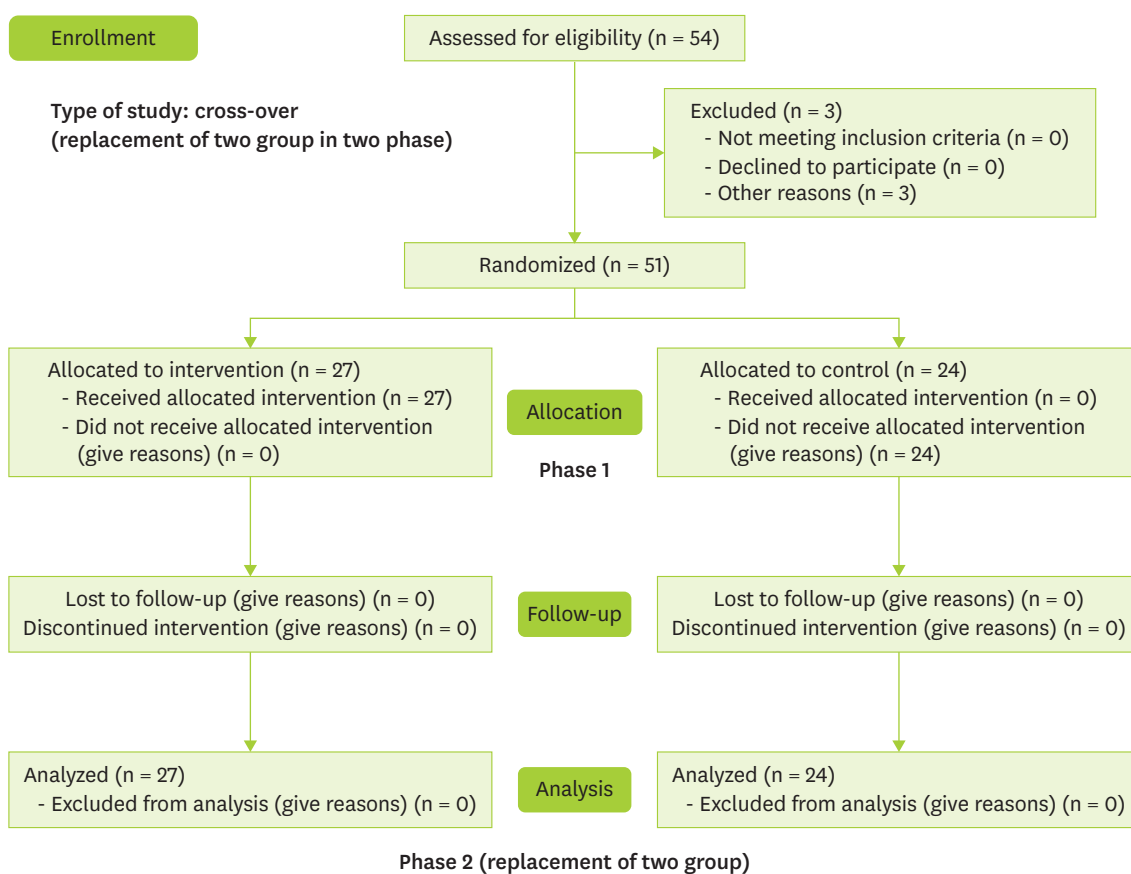 Enrollment
Assessed for eligibility (n = 54)
Type of study: cross-over
(replacement of two group in two phase)
Excluded (n = 3)
- Not meeting inclusion criteria (n = 0)
- Declined to participate (n = 0)
- Other reasons (n = 3)
Randomized (n = 51)
Allocated to intervention (n = 27)
- Received allocated intervention (n = 27)
- Did not receive allocated intervention
(give reasons) (n = 0)
Allocation
Phase 1
Allocated to control (n = 24)
- Received allocated intervention (n = 0)
- Did not receive allocated intervention
(give reasons) (n = 24)
Lost to follow-up (give reasons) (n = 0)
Discontinued intervention (give reasons) (n = 0)
Follow-up
Lost to follow-up (give reasons) (n = 0)
Discontinued intervention (give reasons) (n = 0)
Analyzed (n = 27)
- Excluded from analysis (give reasons) (n = 0)
Analysis
Analyzed (n = 24)
- Excluded from analysis (give reasons) (n = 0)
Phase 2 (replacement of two group)